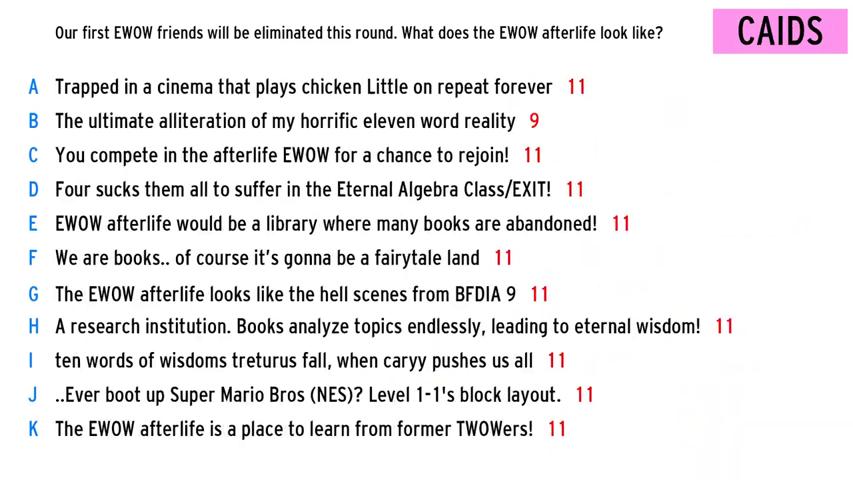 Our first EWOW friends will be eliminated this round. What does the EWOW afterlife look like?
CAIDS
A Trapped in a cinema that plays chicken Little on repeat forever 11
B The ultimate alliteration of my horrific eleven word reality 9
C You compete in the afterlife EWOW for a chance to rejoin! 11
D Four sucks them all to suffer in the Eternal Algebra Class/EXIT! 11
E EWOW afterlife would be a library where many books are abandoned! 11
F We are books.. of course it's gonna be a fairytale land 11
G The EWOW afterlife looks like the hell scenes from BFDIA 9 11
H A research institution. Books analyze topics endlessly, leading to eternal wisdom! 11
I ten words of wisdoms treturus fall, when caryy pushes us all 11
J ..Ever boot up Super Mario Bros (NES)? Level 1-1's block layout. 11
K The EWOW afterlife is a place to learn from former TWOWers! 11